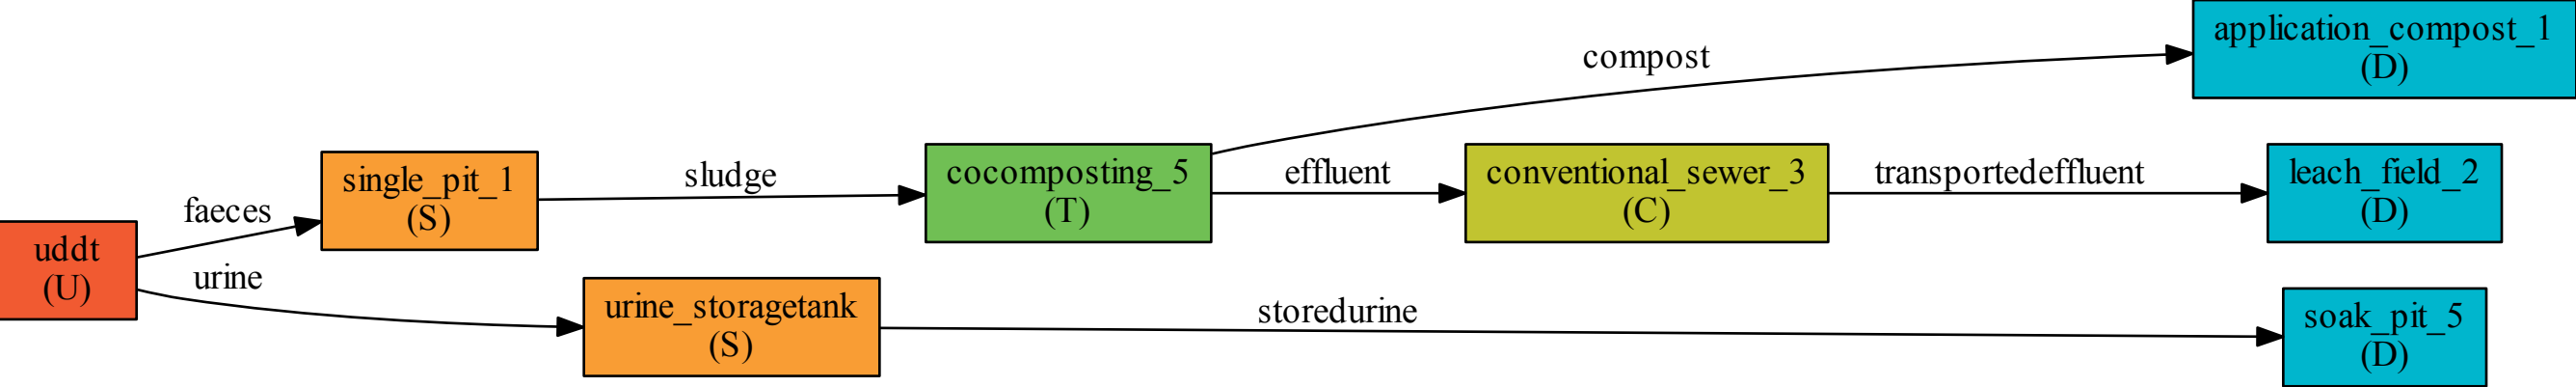 uddt
(U)
faeces
urine
single_pit_1
(S)
urine_storagetank
(S)
sludge
storedurine
cocomposting_5
(T)
compost
effluent
conventional_sewer_3
(C)
transportedeffluent
application_compost_1
(D)
leach_field_2
(D)
soak_pit_5
(D)